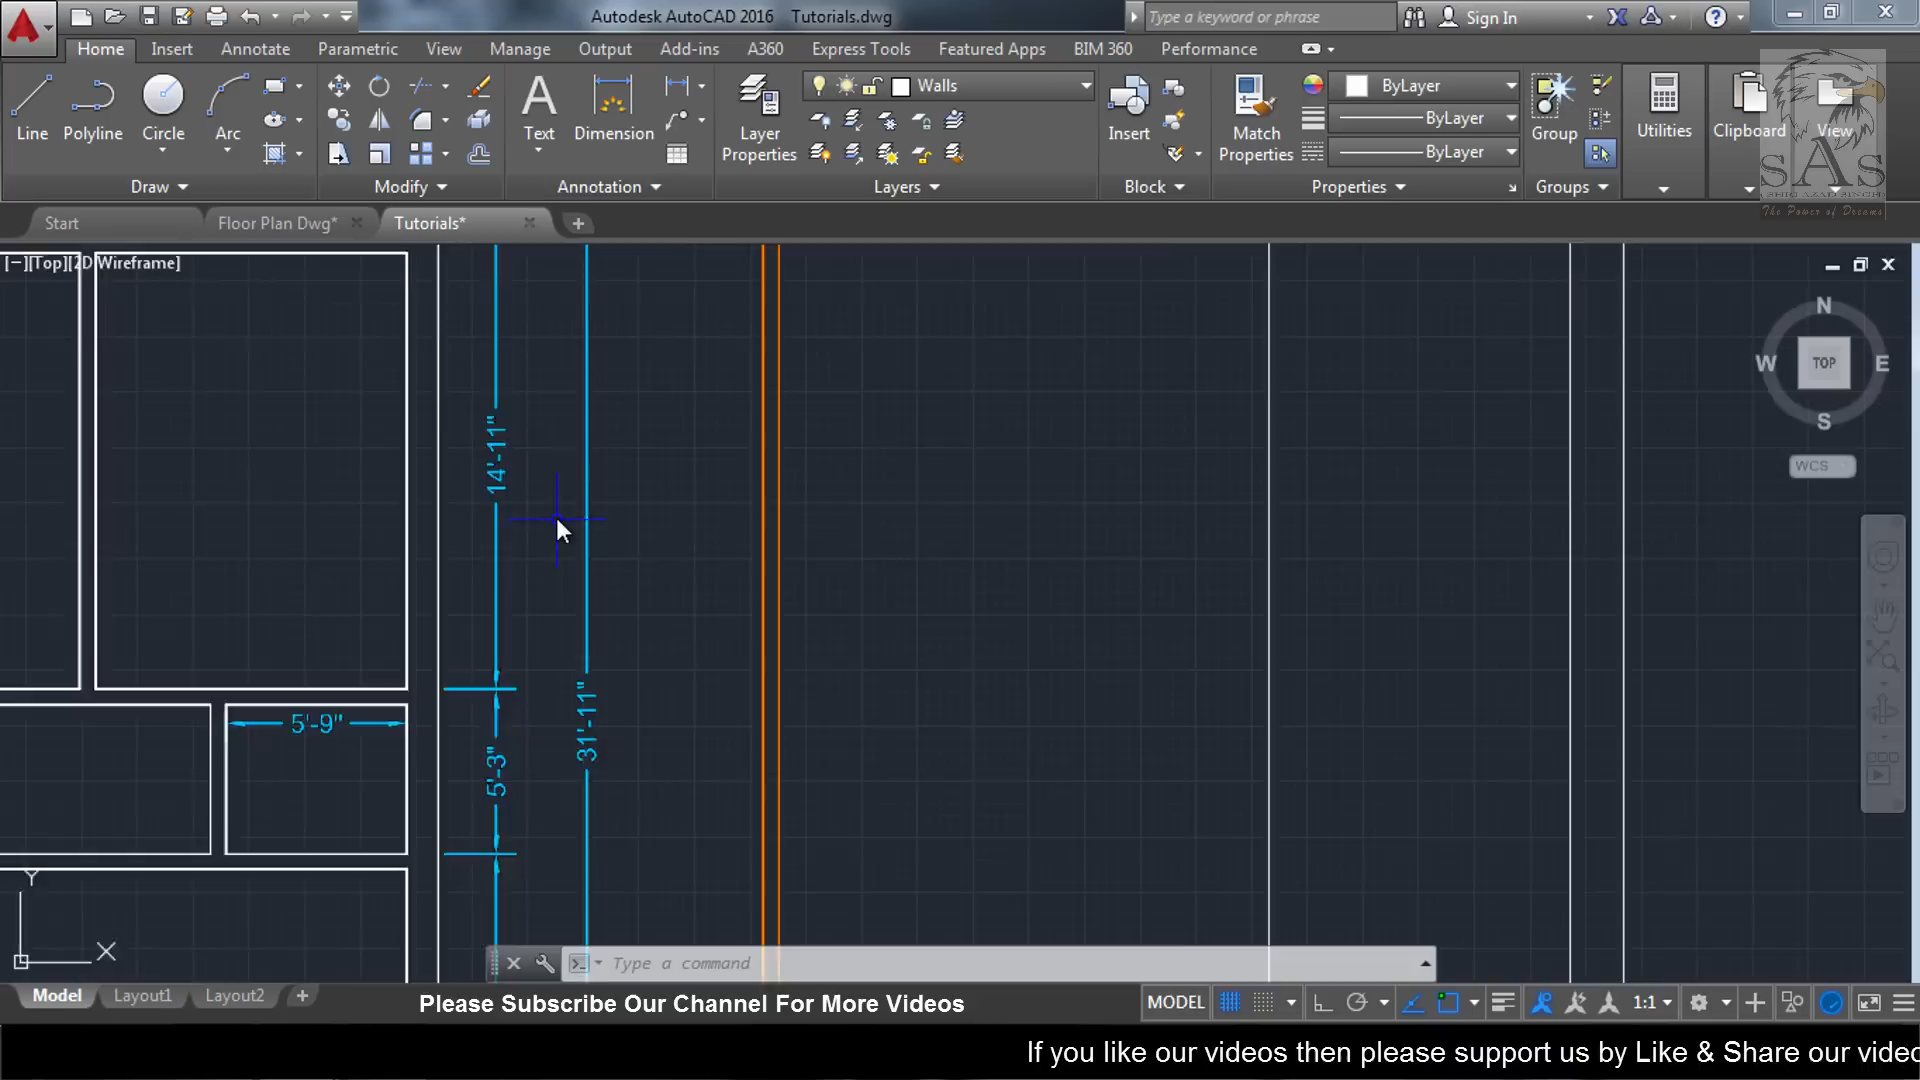 Autodesk AutoCAD 2016 Tutorials.dwg
Type a keyword or phrase
Sign In
Home Insert Annotate Parametric View Manage Output Add-ins A360 Express Tools Featured Apps BIM 360 Performance
Line Polyline Circle Arc
Text Dimension
Layer Properties
Walls
Insert
Match Properties
ByLayer
ByLayer
ByLayer
Group Utilities Clipboard View
Draw Modify Annotation Layers Block Properties Groups
sAs
The Power of Dreams
Start Floor Plan Dwg* Tutorials*
[−][Top][2D Wireframe]
N
W TOP E
S
WCS
14'-11"
31'-11"
5'-9"
5'-3"
Y
X
Type a command
Model Layout1 Layout2
Please Subscribe Our Channel For More Videos
MODEL 1:1
If you like our videos then please support us by Like & Share our